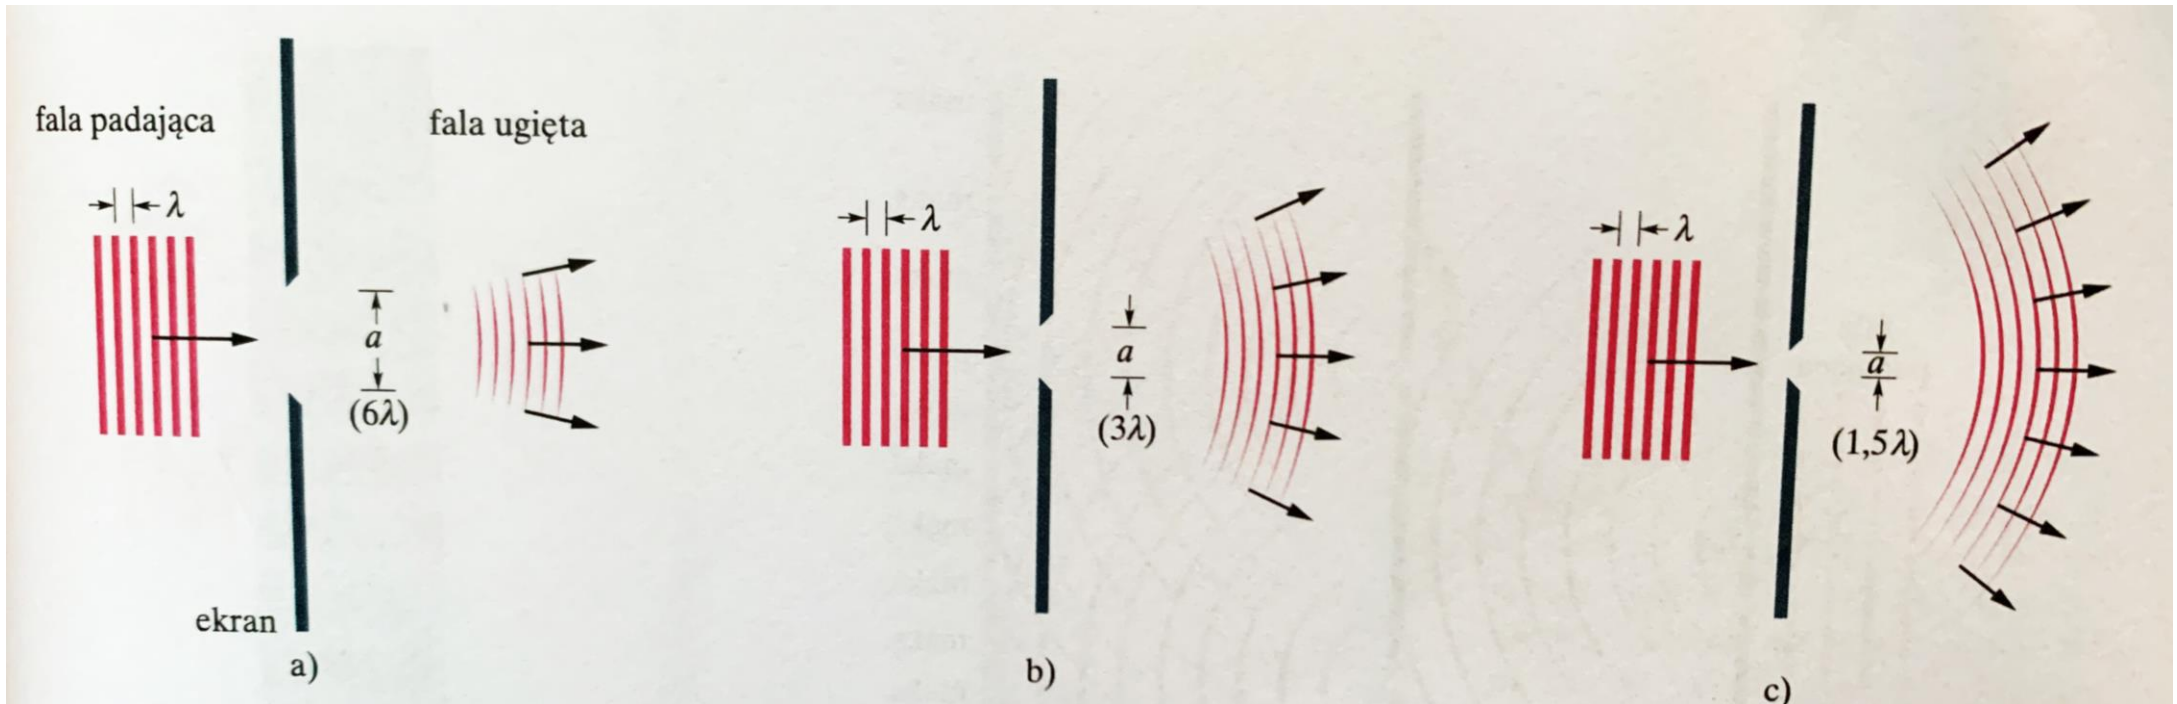 fala padająca
fala ugięta
λ
a
(6λ)
ekran
a)
λ
a
(3λ)
b)
λ
a
(1,5λ)
c)